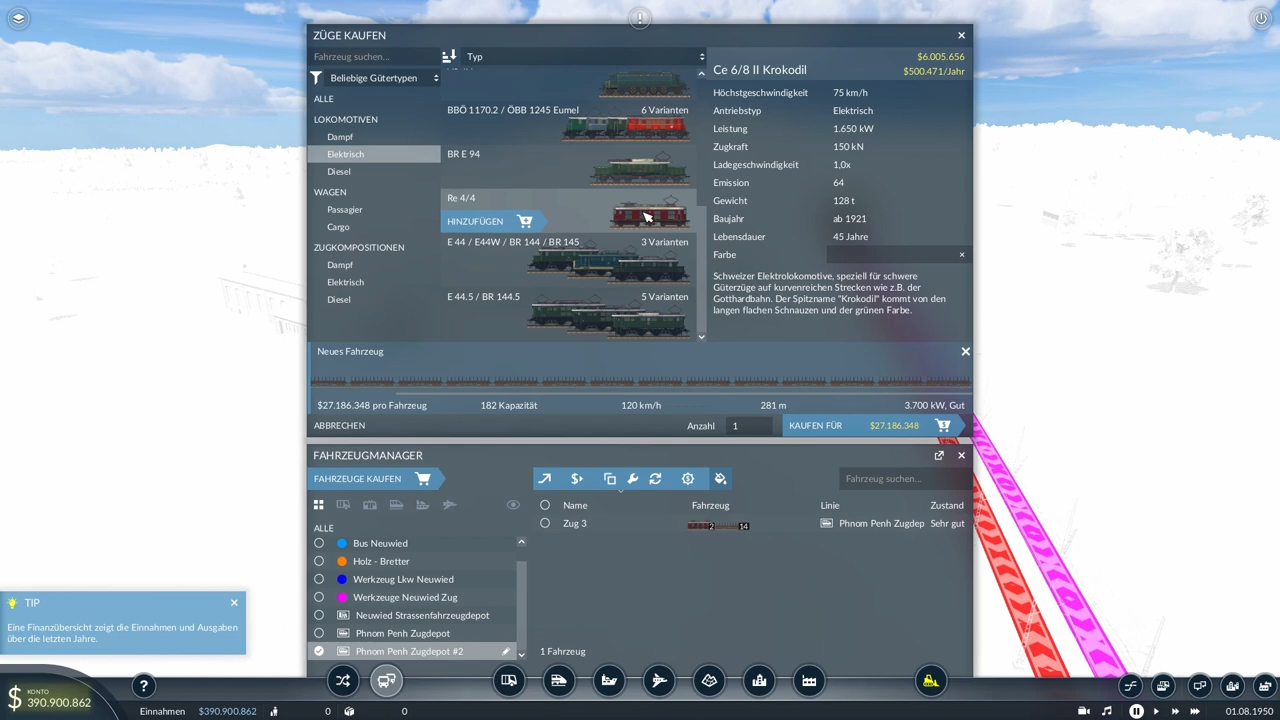 ZÜGE KAUFEN
Fahrzeug suchen...
Typ
Beliebige Gütertypen
ALLE
LOKOMOTIVEN
Dampf
Elektrisch
Diesel
WAGEN
Passagier
Cargo
ZUGKOMPOSITIONEN
Dampf
Elektrisch
Diesel
BBÖ 1170.2 / ÖBB 1245 Eumel
6 Varianten
BR E 94
Re 4/4
HINZUFÜGEN
E 44 / E44W / BR 144 / BR 145
3 Varianten
E 44.5 / BR 144.5
5 Varianten
$6.005.656
Ce 6/8 II Krokodil
$500.471/Jahr
Höchstgeschwindigkeit 75 km/h
Antriebstyp Elektrisch
Leistung 1.650 kW
Zugkraft 150 kN
Ladegeschwindigkeit 1,0x
Emission 64
Gewicht 128 t
Baujahr ab 1921
Lebensdauer 45 Jahre
Farbe
Schweizer Elektrolokomotive, speziell für schwere
Güterzüge auf kurvenreichen Strecken wie z.B. der
Gotthardbahn. Der Spitzname "Krokodil" kommt von den
langen flachen Schnauzen und der grünen Farbe.
Neues Fahrzeug
$27.186.348 pro Fahrzeug 182 Kapazität 120 km/h 281 m 3.700 kW, Gut
ABBRECHEN Anzahl 1 KAUFEN FÜR $27.186.348
FAHRZEUGMANAGER
FAHRZEUGE KAUFEN
Fahrzeug suchen...
ALLE
Bus Neuwied
Holz - Bretter
Werkzeug Lkw Neuwied
Werkzeuge Neuwied Zug
Neuwied Strassenfahrzeugdepot
Phnom Penh Zugdepot
Phnom Penh Zugdepot #2
Name Fahrzeug Linie Zustand
Zug 3 2 14 Phnom Penh Zugdep Sehr gut
1 Fahrzeug
TIP
Eine Finanzübersicht zeigt die Einnahmen und Ausgaben
über die letzten Jahre.
$ KONTO
390.900.862
?
Einnahmen $390.900.862 0 0
01.08.1950